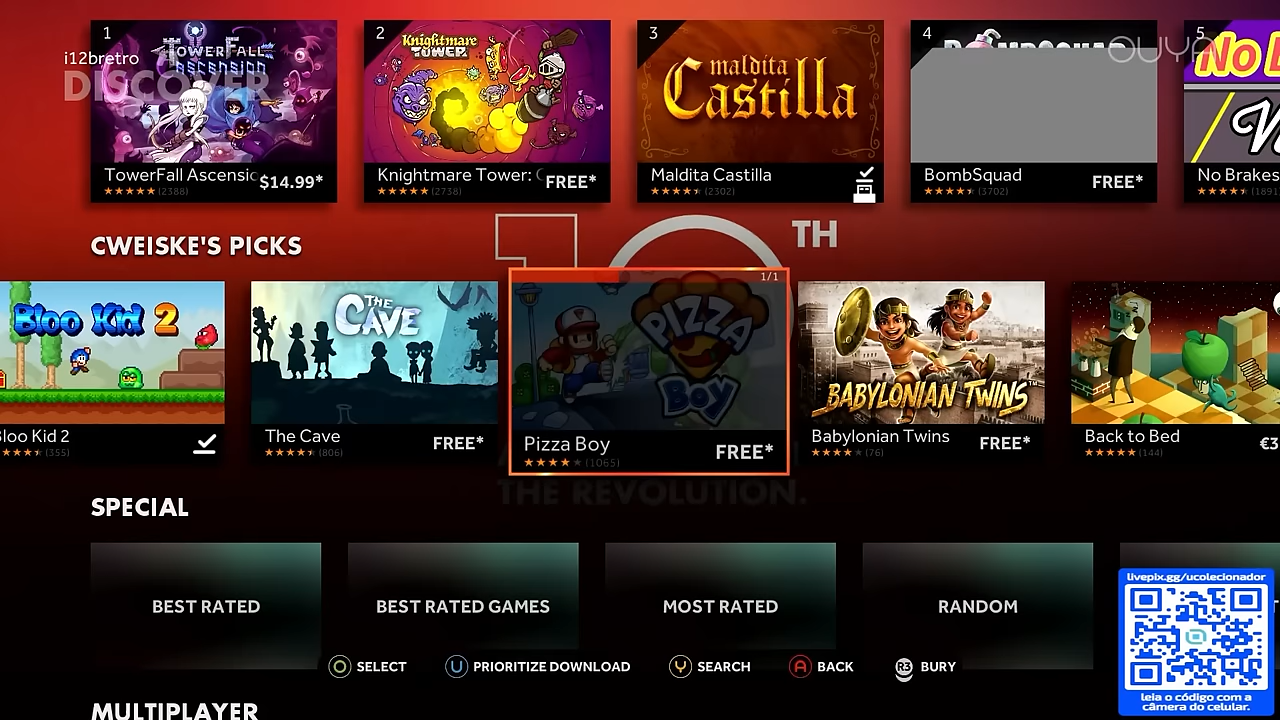 i12bretro
DISCOVER
OUYA
1
TOWERFALL
ASCENSION
TowerFall Ascensic
(2388)
$14.99*
2
Knightmare
TOWER
Knightmare Tower: C
(2738)
FREE*
3
maldita
Castilla
Maldita Castilla
(2302)
4
BOMBSQUAD
BombSquad
(3702)
FREE*
5
No Brakes
(1891
10TH
THE REVOLUTION.
CWEISKE'S PICKS
Bloo Kid 2
Bloo Kid 2
(355)
THE
CAVE
The Cave
(806)
FREE*
1/1
PIZZA
Boy
Pizza Boy
(1065)
FREE*
BABYLONIAN TWINS™
Babylonian Twins
(76)
FREE*
Back to Bed
(144)
€3
SPECIAL
BEST RATED
BEST RATED GAMES
MOST RATED
RANDOM
O SELECT
U PRIORITIZE DOWNLOAD
Y SEARCH
A BACK
R3 BURY
MULTIPLAYER
livepix.gg/ucolecionador
leia o código com a
câmera do celular.